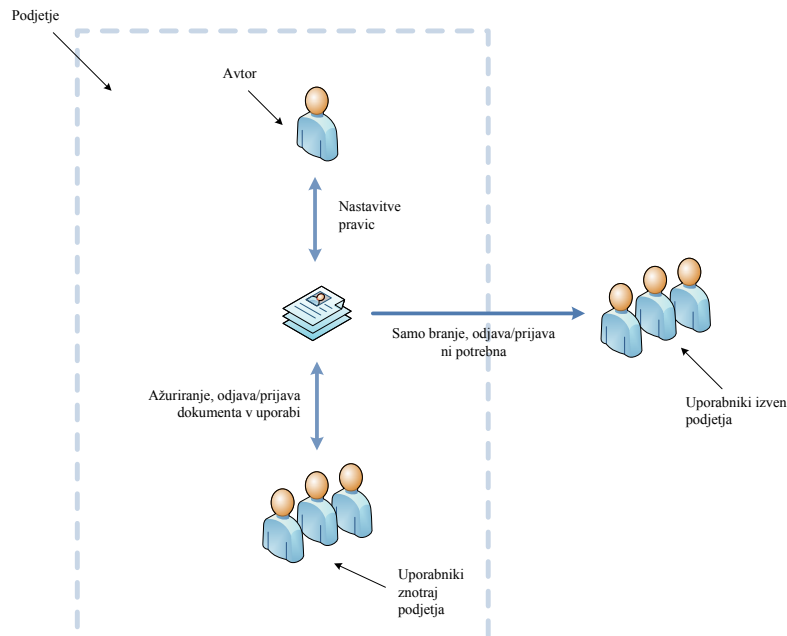 Podjetje
Avtor
Nastavitve
pravic
Samo branje, odjava/prijava
ni potrebna
Ažuriranje, odjava/prijava
dokumenta v uporabi
Uporabniki izven
podjetja
Uporabniki
znotraj
podjetja